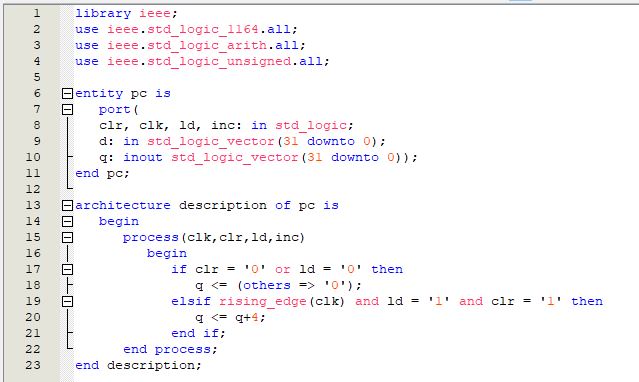 1 library ieee;
2 use ieee.std_logic_1164.all;
3 use ieee.std_logic_arith.all;
4 use ieee.std_logic_unsigned.all;
5
6 entity pc is
7 port(
8 clr, clk, ld, inc: in std_logic;
9 d: in std_logic_vector(31 downto 0);
10 q: inout std_logic_vector(31 downto 0));
11 end pc;
12
13 architecture description of pc is
14 begin
15 process(clk,clr,ld,inc)
16 begin
17 if clr = '0' or ld = '0' then
18 q <= (others => '0');
19 elsif rising_edge(clk) and ld = '1' and clr = '1' then
20 q <= q+4;
21 end if;
22 end process;
23 end description;